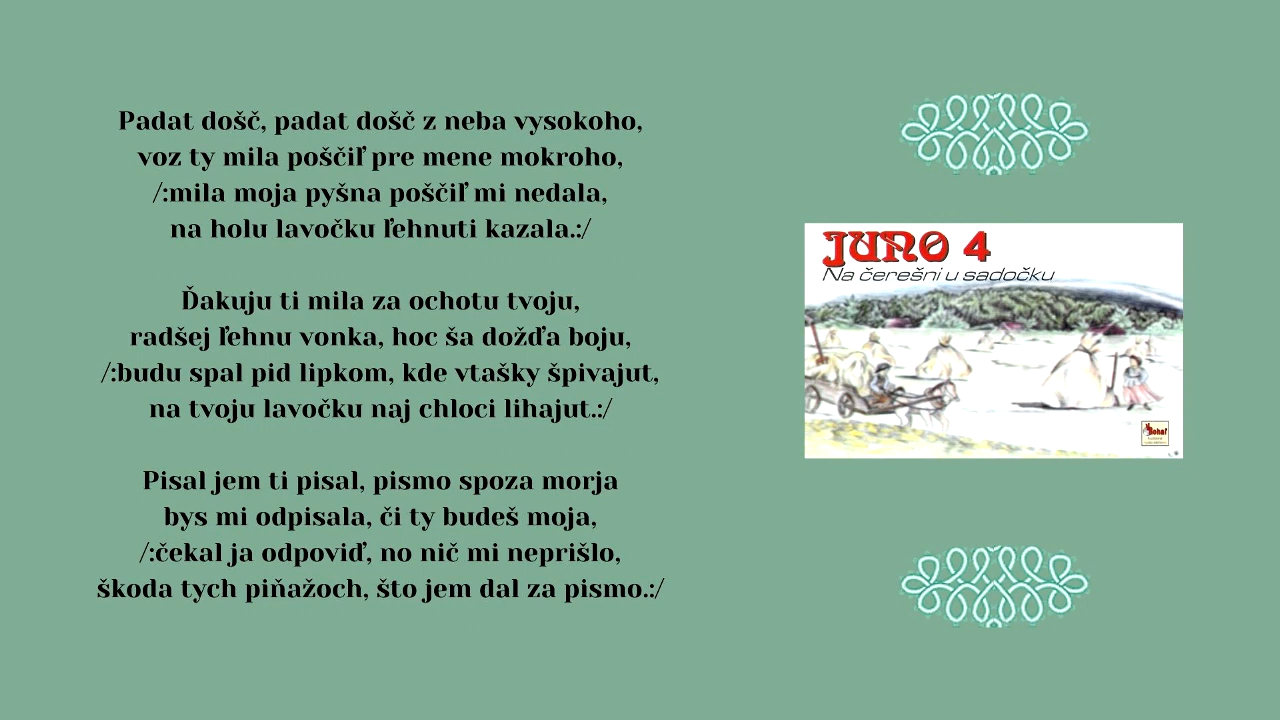 Padat došč, padat došč z neba vysokoho,
voz ty mila poščiľ pre mene mokroho,
/:mila moja pyšna poščiľ mi nedala,
na holu lavočku ľehnuti kazala.:/
Ďakuju ti mila za ochotu tvoju,
radšej ľehnu vonka, hoc ša dožďa boju,
/:budu spal pid lipkom, kde vtašky špivajut,
na tvoju lavočku naj chloci lihajut.:/
Pisal jem ti pisal, pismo spoza morja
bys mi odpisala, či ty budeš moja,
/:čekal ja odpoviď, no nič mi neprišlo,
škoda tych piňažoch, što jem dal za pismo.:/
JUNO 4
Na čerešni u sadočku